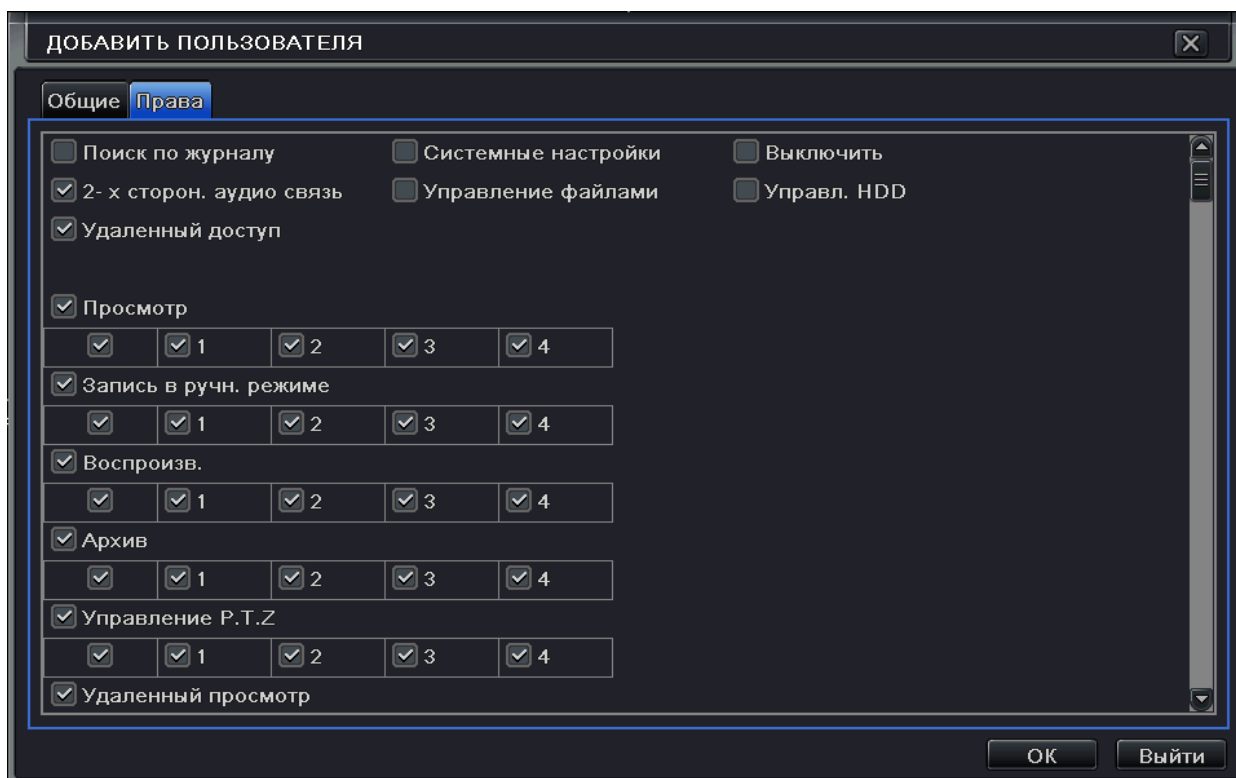 ДОБАВИТЬ ПОЛЬЗОВАТЕЛЯ
Общие Права
Поиск по журналу Системные настройки Выключить
2- х сторон. аудио связь Управление файлами Управл. HDD
Удаленный доступ
Просмотр
1 2 3 4
Запись в ручн. режиме
1 2 3 4
Воспроизв.
1 2 3 4
Архив
1 2 3 4
Управление P.T.Z
1 2 3 4
Удаленный просмотр
ОК Выйти